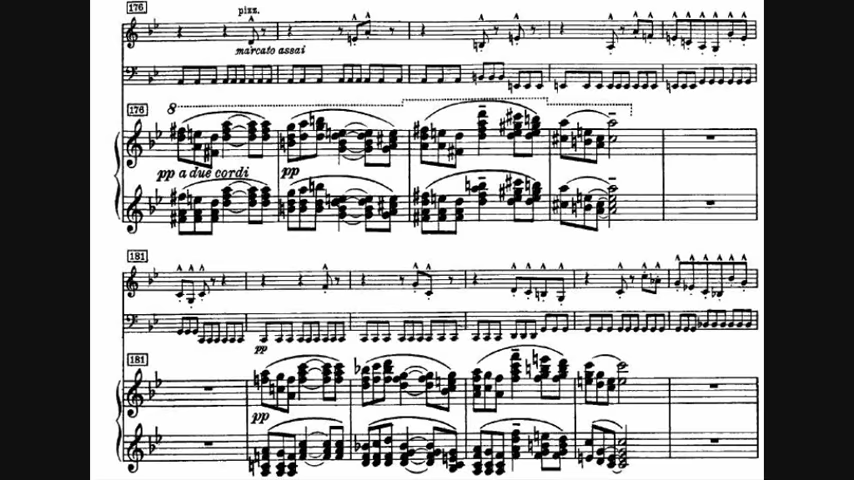 176
pizz.
marcato assai
176
8
pp a due cordi
pp
181
pp
181
pp